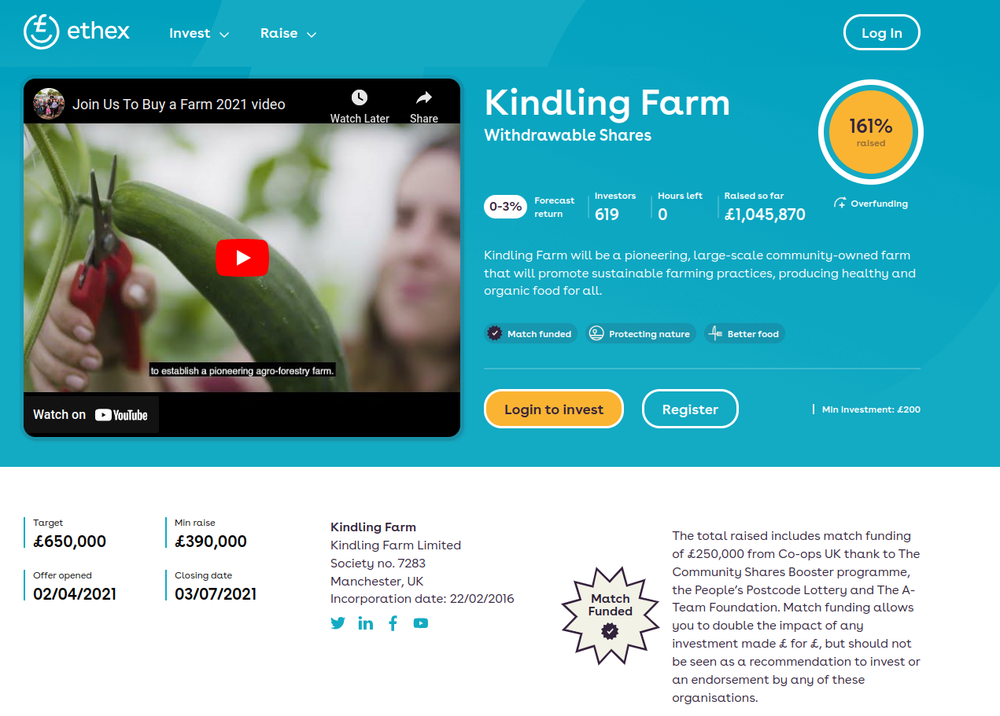 £ ethex
Invest
Raise
Log In
Join Us To Buy a Farm 2021 video
Watch Later
Share
to establish a pioneering agro-forestry farm.
Watch on YouTube
Kindling Farm
Withdrawable Shares
161%
raised
0-3%
Forecast
return
Investors
619
Hours left
0
Raised so far
£1,045,870
Overfunding
Kindling Farm will be a pioneering, large-scale community-owned farm
that will promote sustainable farming practices, producing healthy and
organic food for all.
Match funded
Protecting nature
Better food
Login to invest
Register
Min Investment: £200
Target
£650,000
Min raise
£390,000
Offer opened
02/04/2021
Closing date
03/07/2021
Kindling Farm
Kindling Farm Limited
Society no. 7283
Manchester, UK
Incorporation date: 22/02/2016
Match
Funded
The total raised includes match funding
of £250,000 from Co-ops UK thank to The
Community Shares Booster programme,
the People’s Postcode Lottery and The A-
Team Foundation. Match funding allows
you to double the impact of any
investment made £ for £, but should not
be seen as a recommendation to invest or
an endorsement by any of these
organisations.